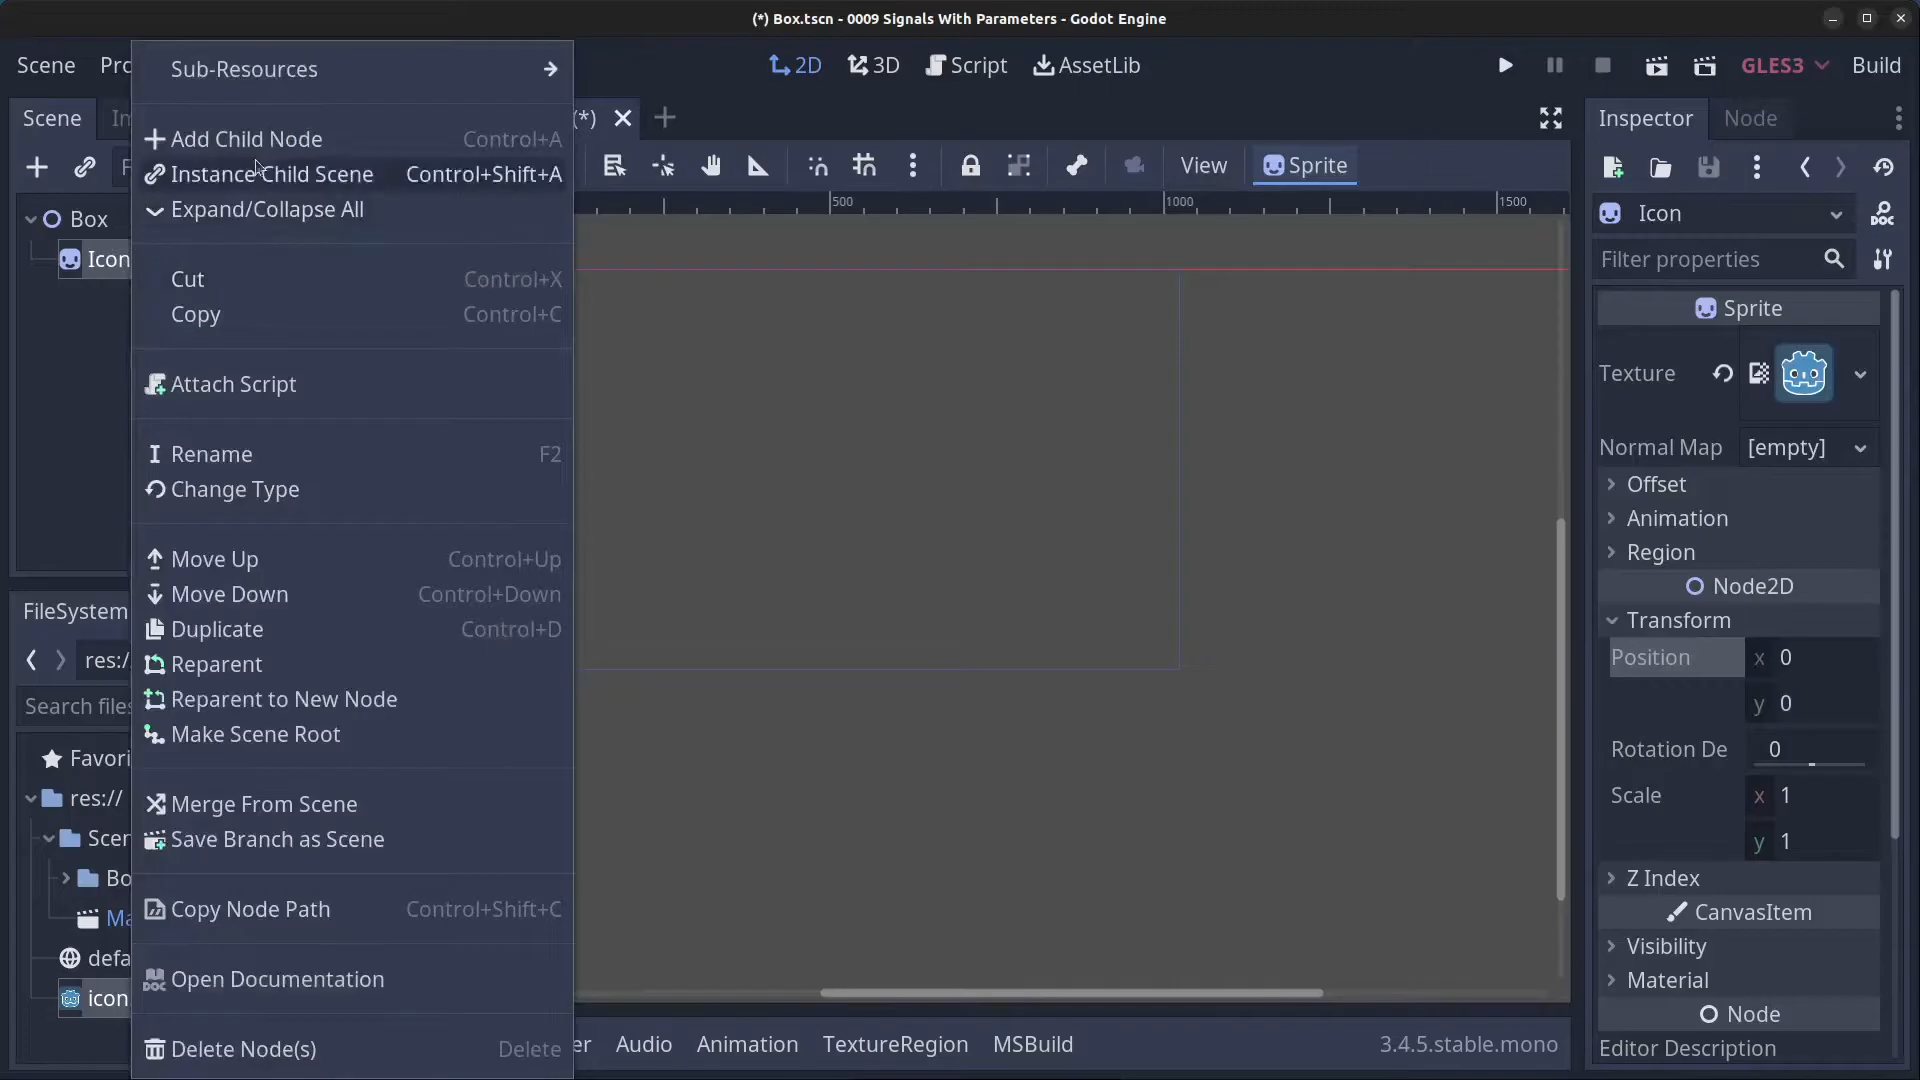 (*) Box.tscn - 0009 Signals With Parameters - Godot Engine
Scene
2D
3D
Script
AssetLib
GLES3
Build
Scene
(*)
Inspector
Node
Sub-Resources
Add Child Node Control+A
Instance Child Scene Control+Shift+A
Expand/Collapse All
Cut Control+X
Copy Control+C
Attach Script
Rename F2
Change Type
Move Up Control+Up
Move Down Control+Down
Duplicate Control+D
Reparent
Reparent to New Node
Make Scene Root
Merge From Scene
Save Branch as Scene
Copy Node Path Control+Shift+C
Open Documentation
Delete Node(s) Delete
Box
Icon
FileSystem
res:/
Search files
Favori
res://
Scer
Bo
Ma
defa
icon
View
Sprite
500
1000
1500
Audio
Animation
TextureRegion
MSBuild
3.4.5.stable.mono
Icon
DOC
Filter properties
Sprite
Texture
Normal Map [empty]
Offset
Animation
Region
Node2D
Transform
Position x 0
y 0
Rotation De 0
Scale x 1
y 1
Z Index
CanvasItem
Visibility
Material
Node
Editor Description